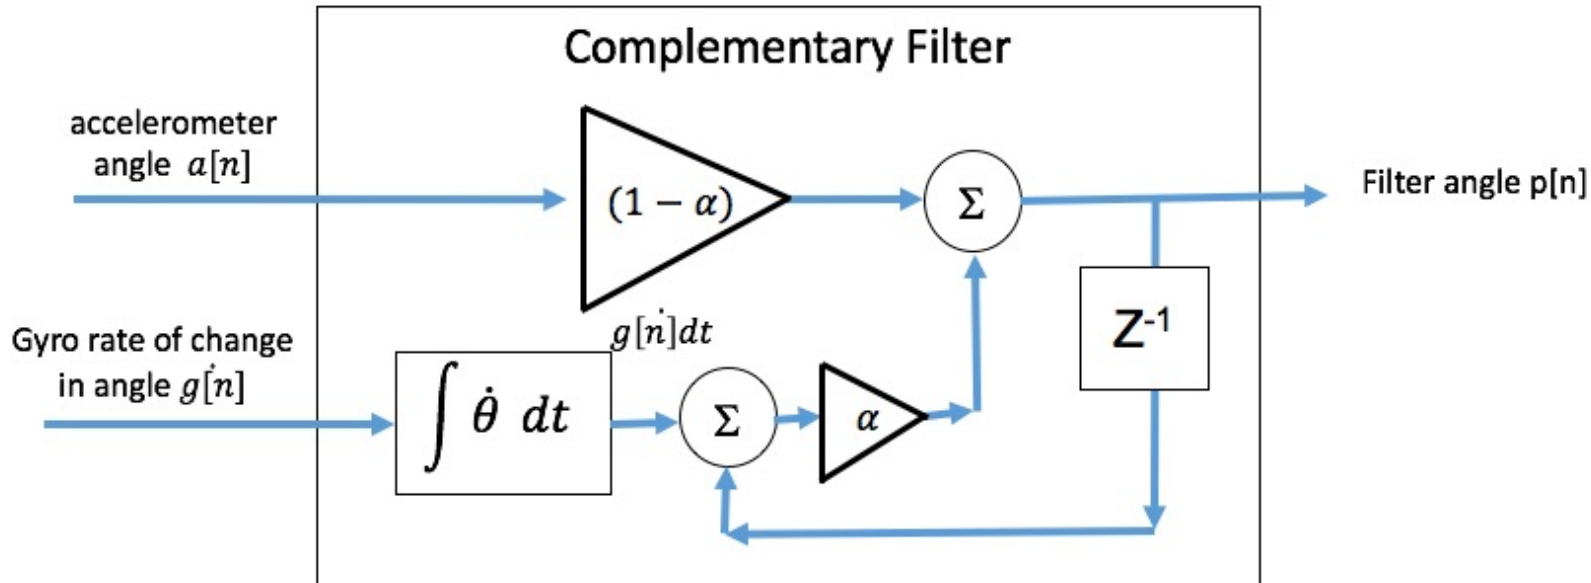 Complementary Filter
accelerometer
angle a[n]
(1 − α)
Σ
Filter angle p[n]
Z⁻¹
Gyro rate of change
in angle ġ[n]
ġ[n]dt
∫ θ̇ dt
Σ
α